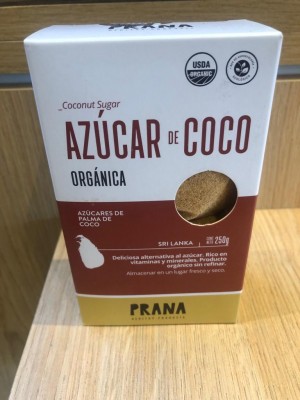 PRANA
USDA
ORGANIC
_Coconut Sugar
AZÚCAR DE COCO
ORGÁNICA
AZÚCARES DE
PALMA DE
COCO
SRI LANKA
250g
Deliciosa alternativa al azúcar. Rico en
vitaminas y minerales. Producto
orgánico sin refinar.
Almacenar en un lugar fresco y seco.
PRANA